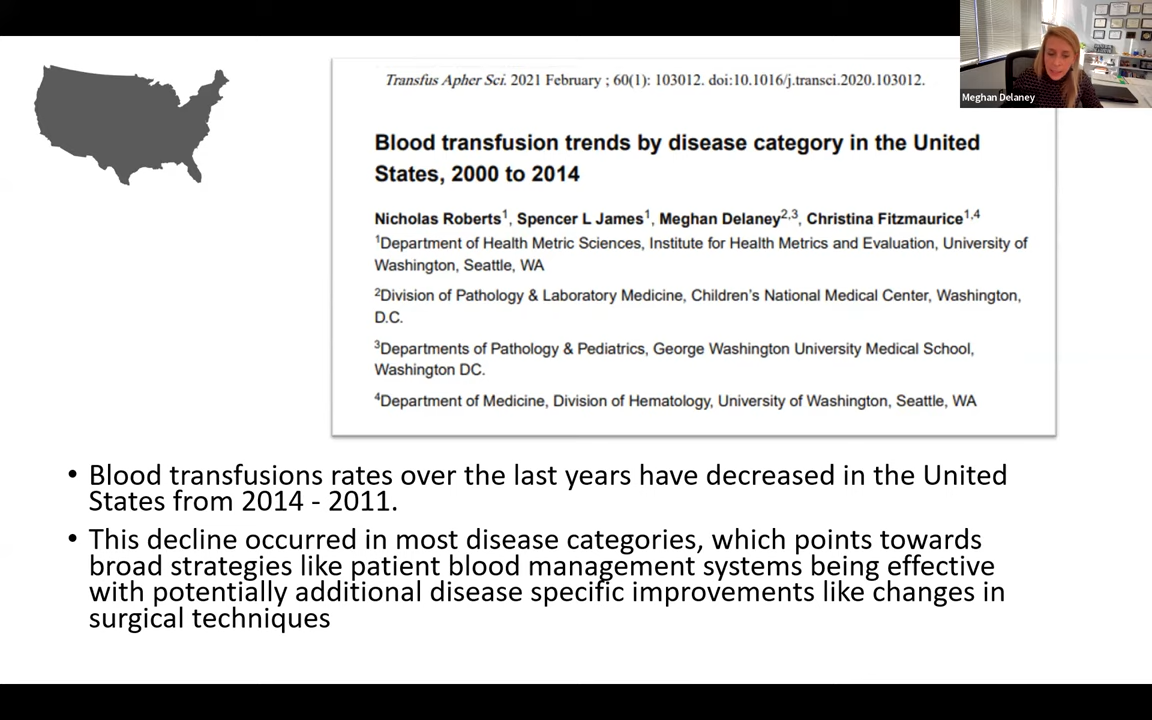 Transfus Apher Sci. 2021 February ; 60(1): 103012. doi:10.1016/j.transci.2020.103012.
Meghan Delaney
Blood transfusion trends by disease category in the United
States, 2000 to 2014
Nicholas Roberts1, Spencer L James1, Meghan Delaney2,3, Christina Fitzmaurice1,4
1Department of Health Metric Sciences, Institute for Health Metrics and Evaluation, University of
Washington, Seattle, WA
2Division of Pathology & Laboratory Medicine, Children's National Medical Center, Washington,
D.C.
3Departments of Pathology & Pediatrics, George Washington University Medical School,
Washington DC.
4Department of Medicine, Division of Hematology, University of Washington, Seattle, WA
• Blood transfusions rates over the last years have decreased in the United
States from 2014 - 2011.
• This decline occurred in most disease categories, which points towards
broad strategies like patient blood management systems being effective
with potentially additional disease specific improvements like changes in
surgical techniques